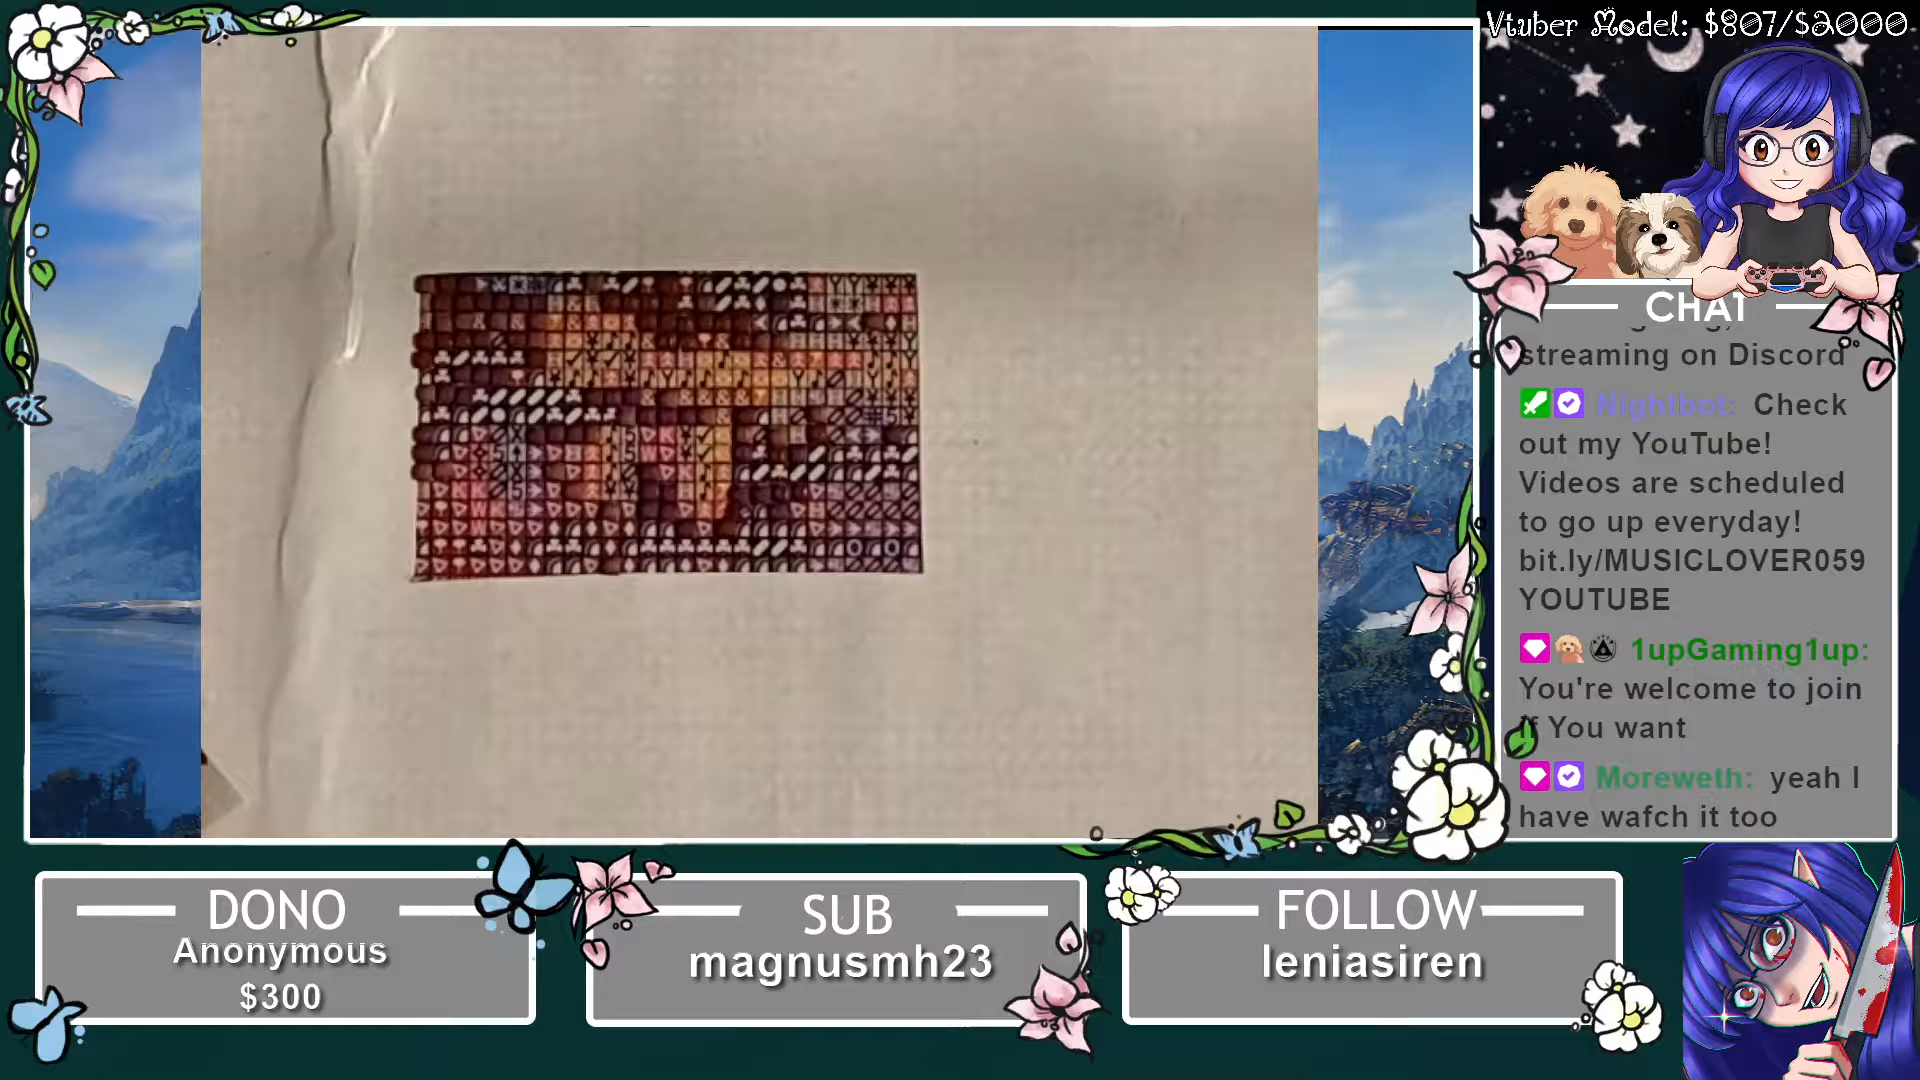 Vtuber Model: $807/$2000
CHAT
streaming on Discord
Nightbot: Check
out my YouTube!
Videos are scheduled
to go up everyday!
bit.ly/MUSICLOVER059
YOUTUBE
1upGaming1up:
You're welcome to join
if You want
Moreweth: yeah I
have wafch it too
DONO
Anonymous
$300
SUB
magnusmh23
FOLLOW
leniasiren